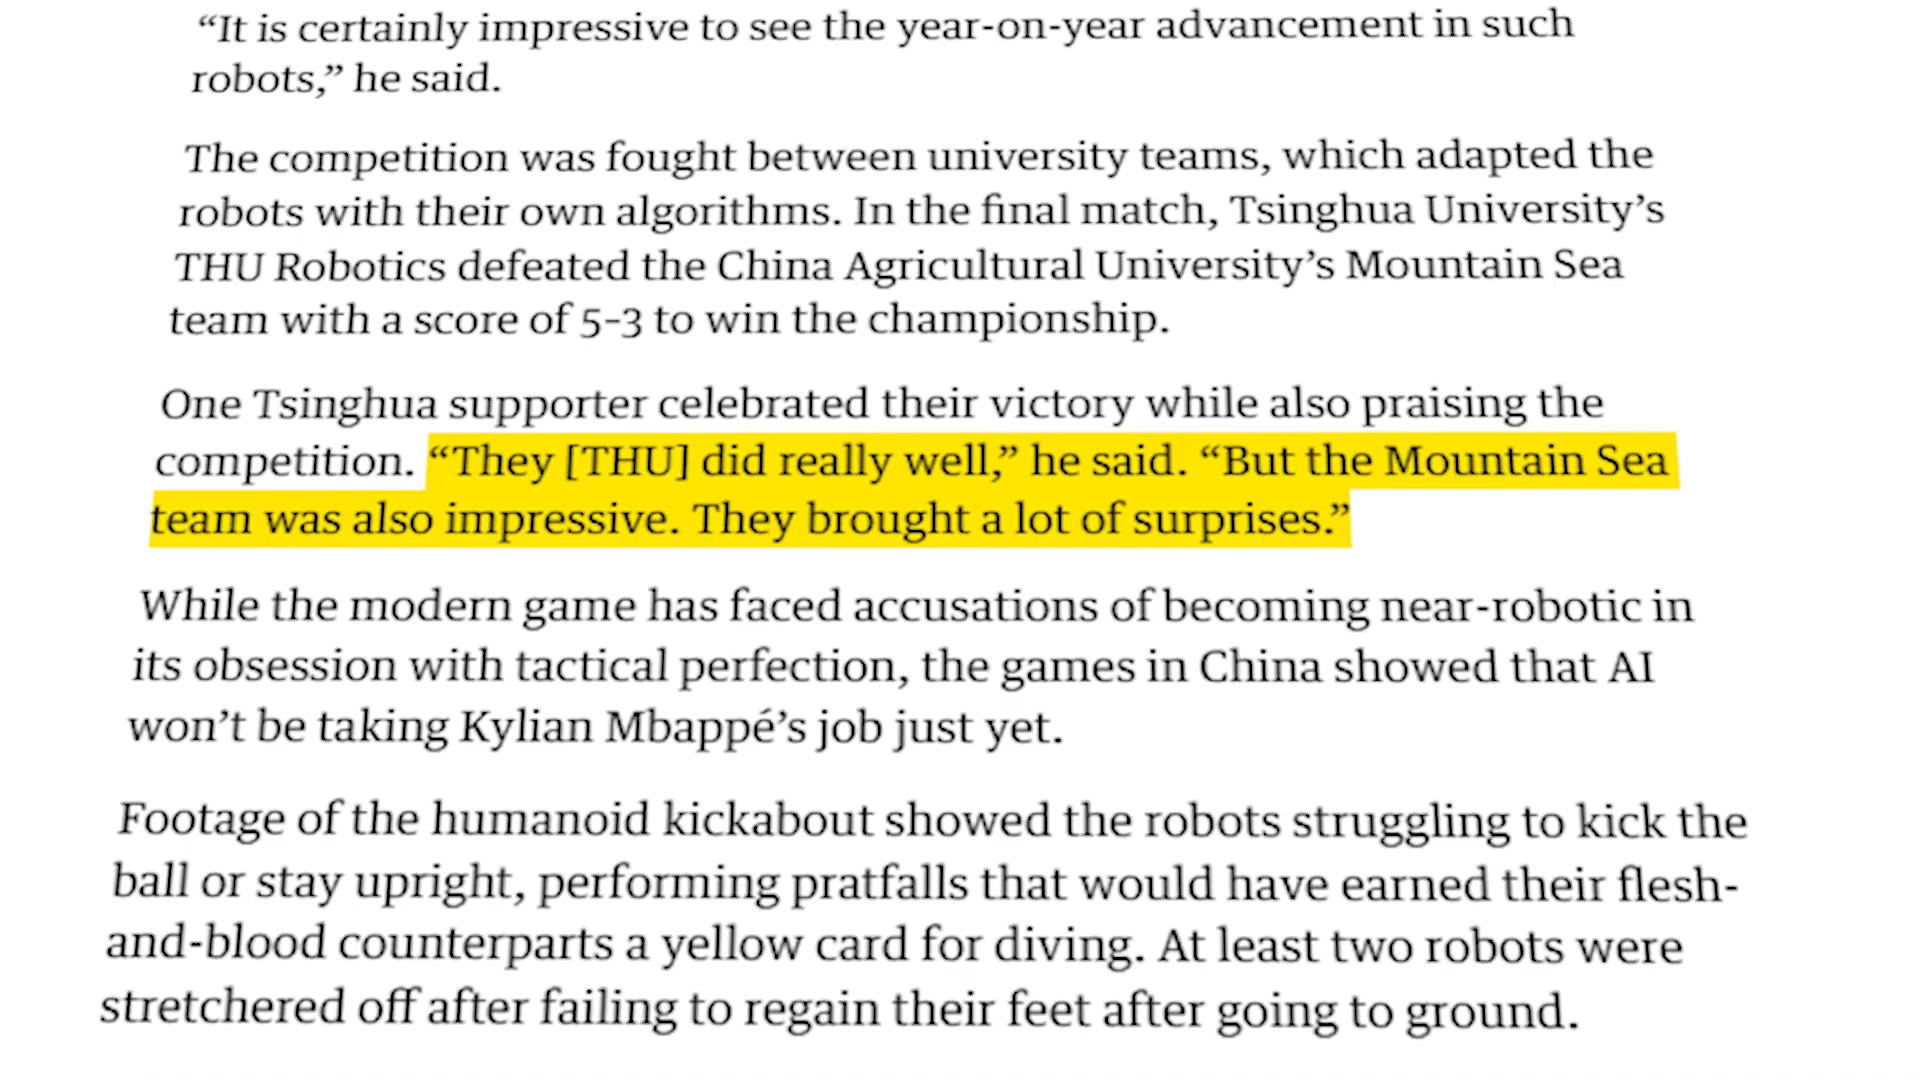 “It is certainly impressive to see the year-on-year advancement in such
robots,” he said.
The competition was fought between university teams, which adapted the
robots with their own algorithms. In the final match, Tsinghua University’s
THU Robotics defeated the China Agricultural University’s Mountain Sea
team with a score of 5-3 to win the championship.
One Tsinghua supporter celebrated their victory while also praising the
competition. “They [THU] did really well,” he said. “But the Mountain Sea
team was also impressive. They brought a lot of surprises.”
While the modern game has faced accusations of becoming near-robotic in
its obsession with tactical perfection, the games in China showed that AI
won’t be taking Kylian Mbappé’s job just yet.
Footage of the humanoid kickabout showed the robots struggling to kick the
ball or stay upright, performing pratfalls that would have earned their flesh-
and-blood counterparts a yellow card for diving. At least two robots were
stretchered off after failing to regain their feet after going to ground.